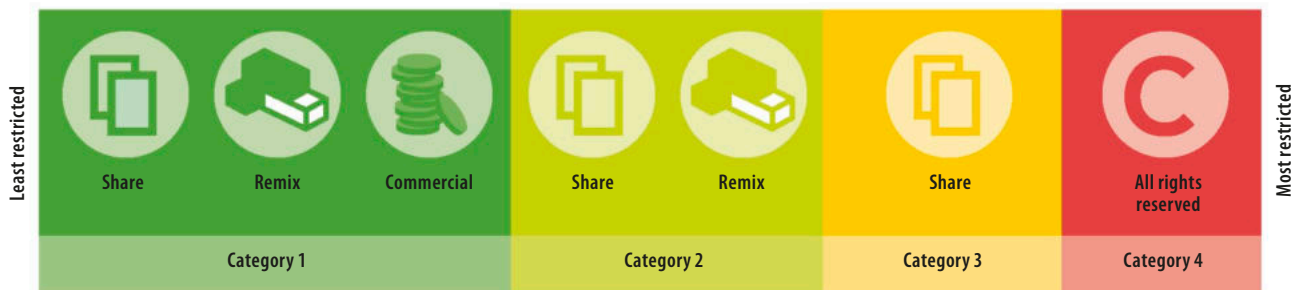 Least restricted
Share
Remix
Commercial
Share
Remix
Share
All rights
reserved
Most restricted
Category 1
Category 2
Category 3
Category 4